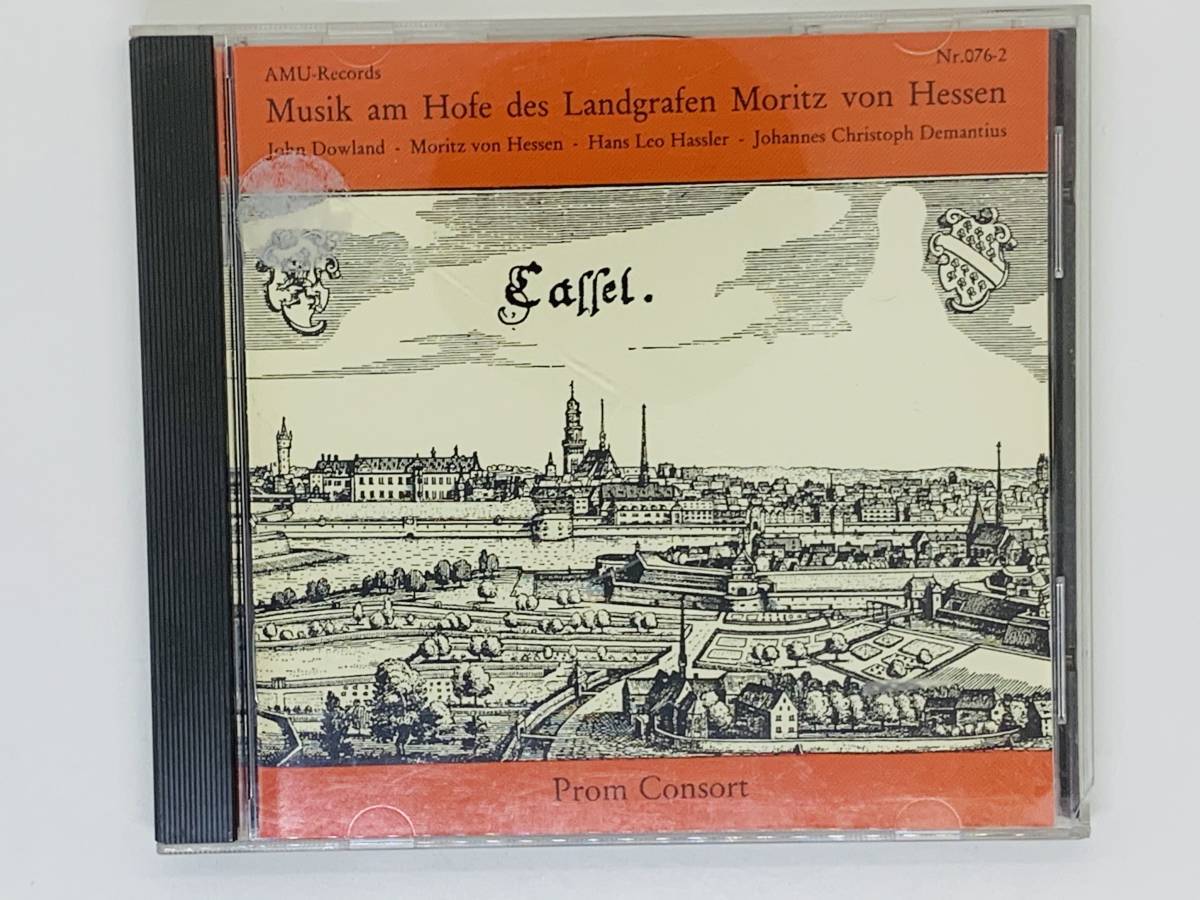 AMU-Records
Nr.076-2
Musik am Hofe des Landgrafen Moritz von Hessen
John Dowland - Moritz von Hessen - Hans Leo Hassler - Johannes Christoph Demantius
Cassel.
Prom Consort